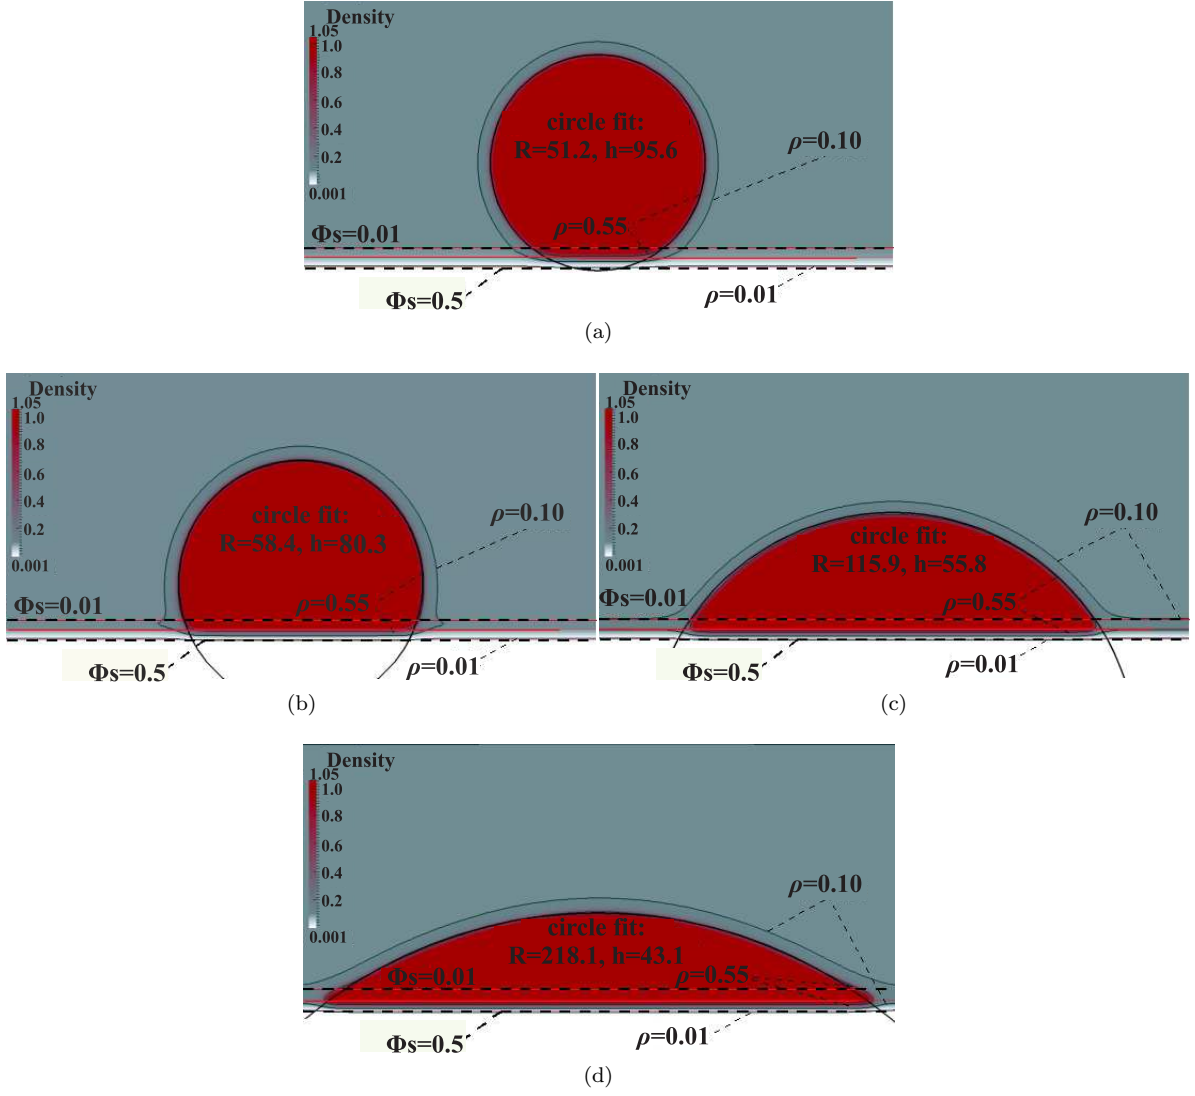 Density
1.05
1.0
0.8
0.6
0.4
0.2
0.001
circle fit:
R=51.2, h=95.6
ρ=0.10
ρ=0.55
Φs=0.01
Φs=0.5
ρ=0.01
(a)
Density
1.05
1.0
0.8
0.6
0.4
0.2
0.001
circle fit:
R=58.4, h=80.3
ρ=0.10
ρ=0.55
Φs=0.01
Φs=0.5
ρ=0.01
(b)
Density
1.05
1.0
0.8
0.6
0.4
0.2
0.001
circle fit:
R=115.9, h=55.8
ρ=0.10
ρ=0.55
Φs=0.01
Φs=0.5
ρ=0.01
(c)
Density
1.05
1.0
0.8
0.6
0.4
0.2
0.001
circle fit:
R=218.1, h=43.1
ρ=0.10
ρ=0.55
Φs=0.01
Φs=0.5
ρ=0.01
(d)